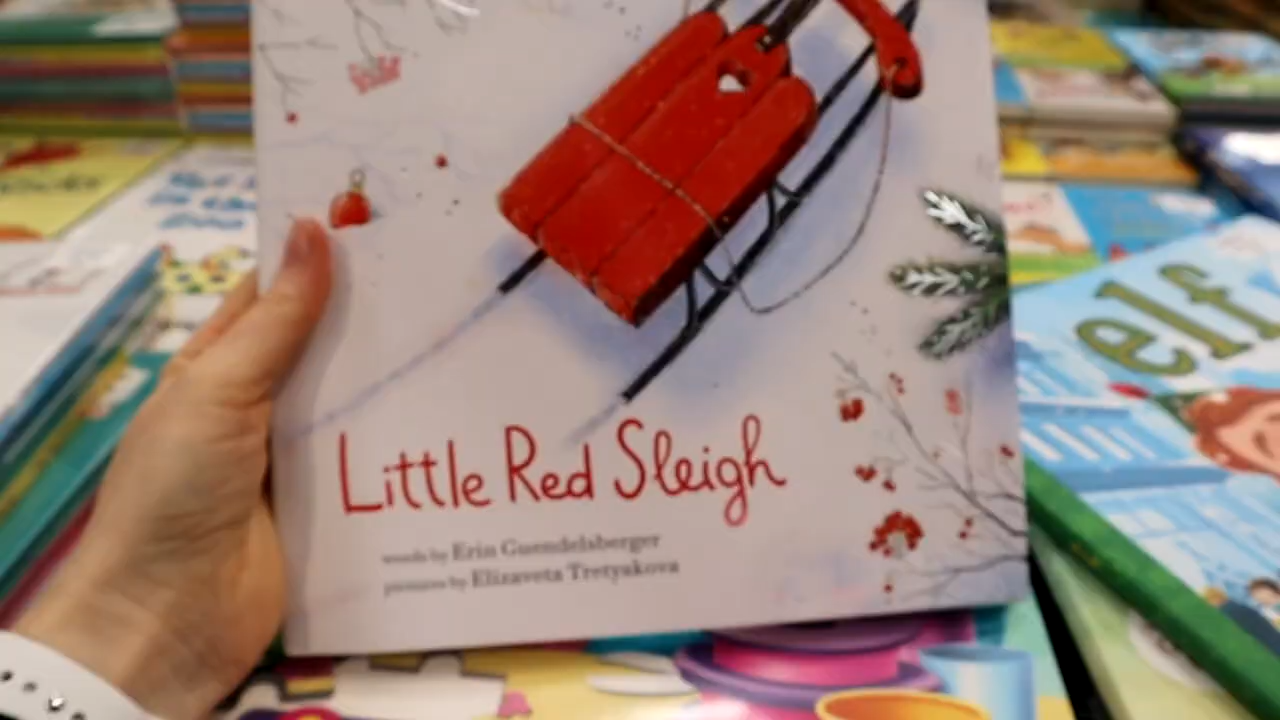 Little Red Sleigh
words by Erin Guendelsberger
pictures by Elizaveta Tretyakova
elf